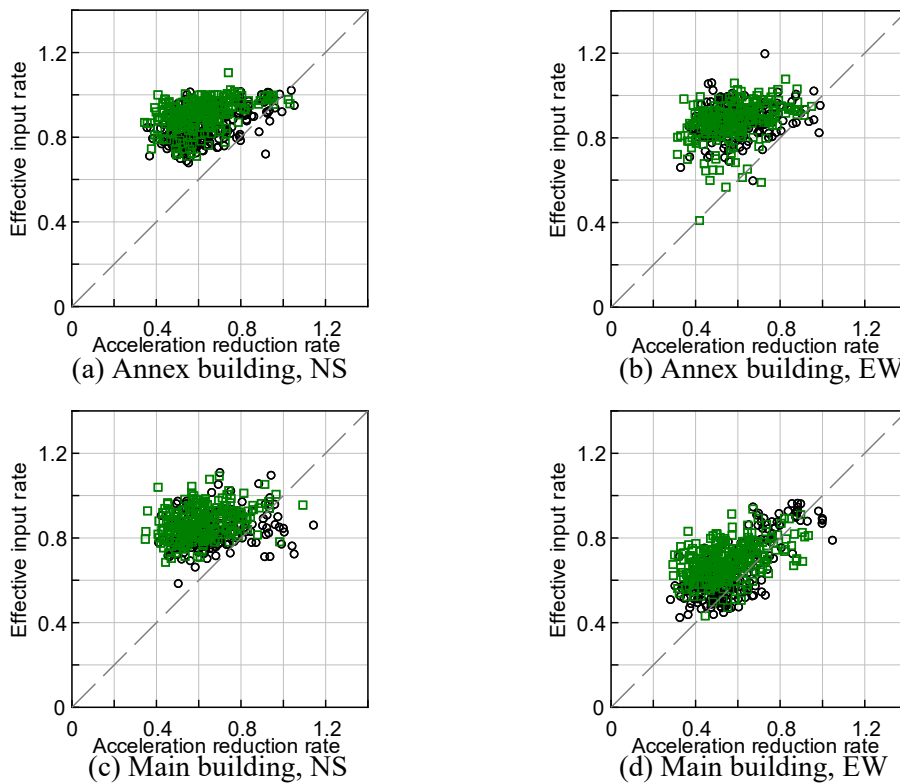 1.2
0.8
0.4
0
0 0.4 0.8 1.2
Effective input rate
Acceleration reduction rate
(a) Annex building, NS
1.2
0.8
0.4
0
0 0.4 0.8 1.2
Effective input rate
Acceleration reduction rate
(b) Annex building, EW
1.2
0.8
0.4
0
0 0.4 0.8 1.2
Effective input rate
Acceleration reduction rate
(c) Main building, NS
1.2
0.8
0.4
0
0 0.4 0.8 1.2
Effective input rate
Acceleration reduction rate
(d) Main building, EW